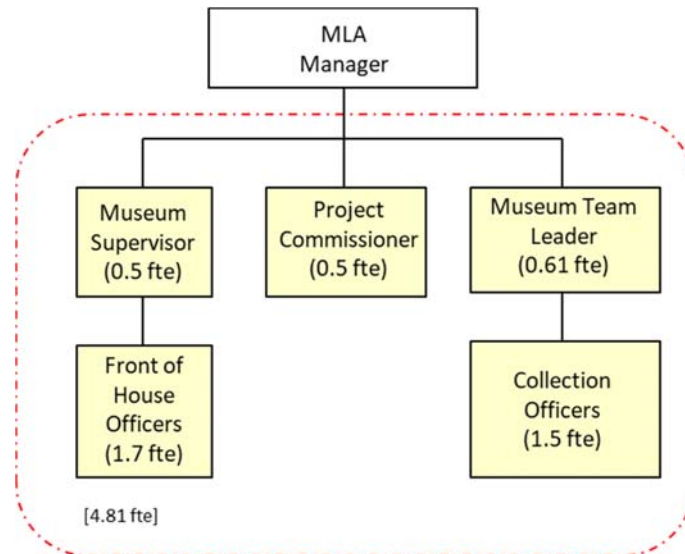 MLA
Manager
Museum
Supervisor
(0.5 fte)
Project
Commissioner
(0.5 fte)
Museum Team
Leader
(0.61 fte)
Front of
House
Officers
(1.7 fte)
Collection
Officers
(1.5 fte)
[4.81 fte]